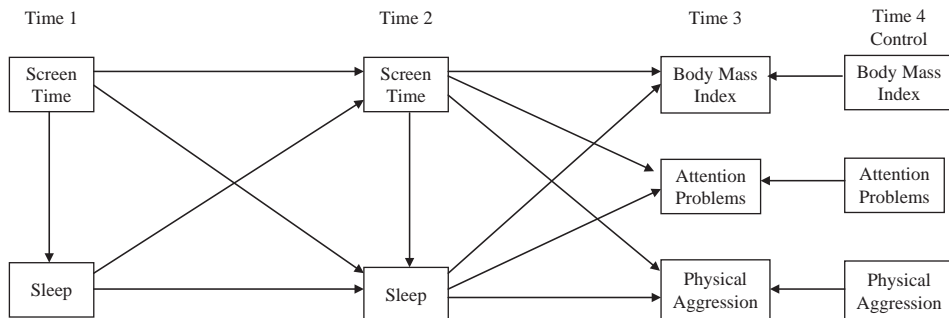 Time 1
Time 2
Time 3
Time 4
Control
Screen
Time
Screen
Time
Body Mass
Index
Body Mass
Index
Attention
Problems
Attention
Problems
Sleep
Sleep
Physical
Aggression
Physical
Aggression